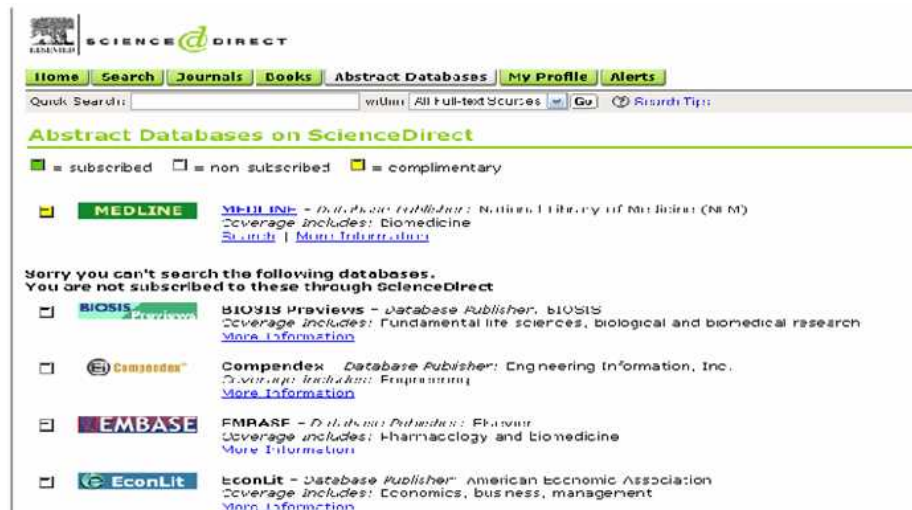 ELSEVIER SCIENCE @ DIRECT
Home Search Journals Books Abstract Databases My Profile Alerts
Quick Search: within All Full-text Sources Go ? Search Tips
Abstract Databases on ScienceDirect
= subscribed = non subscribed = complimentary
MEDLINE MEDLINE - Database Publisher: National Library of Medicine (NLM)
Coverage Includes: Biomedicine
Search | More Information
Sorry you can't search the following databases.
You are not subscribed to these through ScienceDirect
BIOSIS Previews BIOSIS Previews - Database Publisher: BIOSIS
Coverage Includes: Fundamental life sciences, biological and biomedical research
More Information
Ei Compendex Compendex Database Publisher: Engineering Information, Inc.
Coverage Includes: Engineering
More Information
EMBASE EMBASE - Database Publisher: Elsevier
Coverage Includes: Pharmacology and biomedicine
More Information
EconLit EconLit - Database Publisher: American Economic Association
Coverage Includes: Economics, business, management
More Information